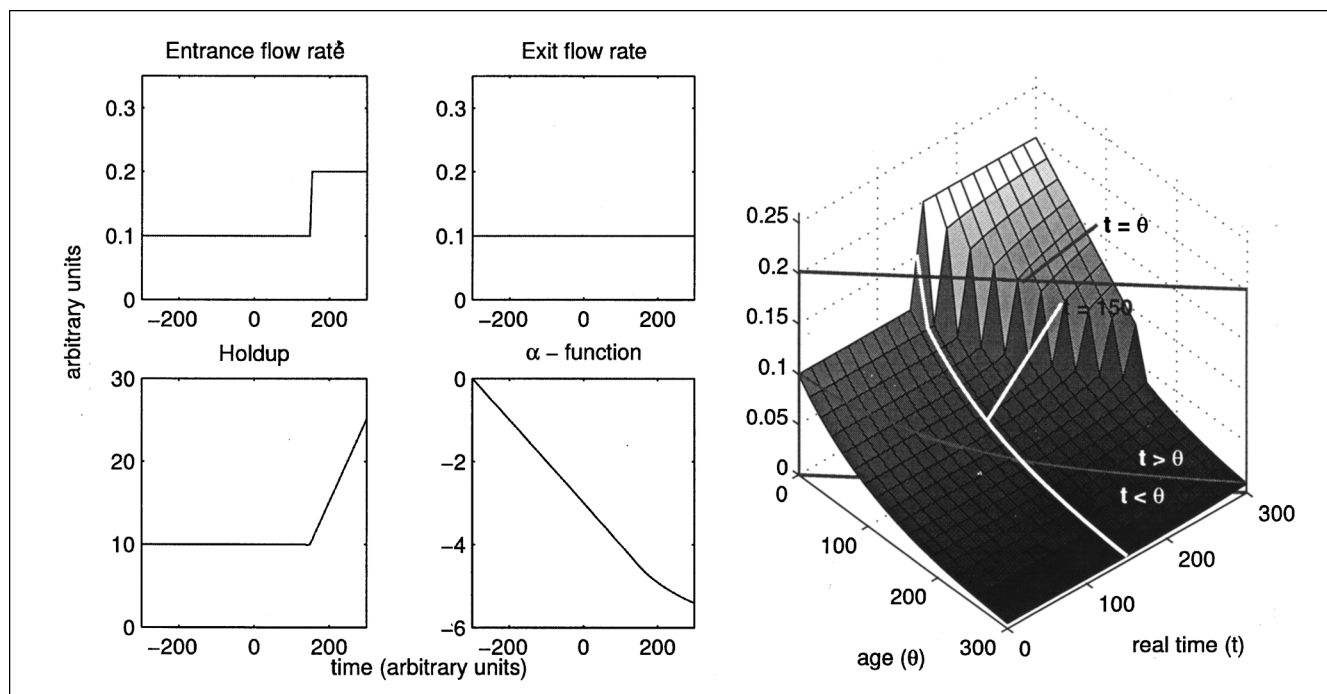 Entrance flow rate
0.3
0.2
0.1
0
−200 0 200
Exit flow rate
0.3
0.2
0.1
0
−200 0 200
arbitrary units
Holdup
30
20
10
0
−200 0 200
α − function
0
−2
−4
−6
−200 0 200
time (arbitrary units)
0.25
0.2
0.15
0.1
0.05
0
t = θ
t = 150
t > θ
t < θ
0
100
200
300
age (θ)
0
100
200
300
real time (t)